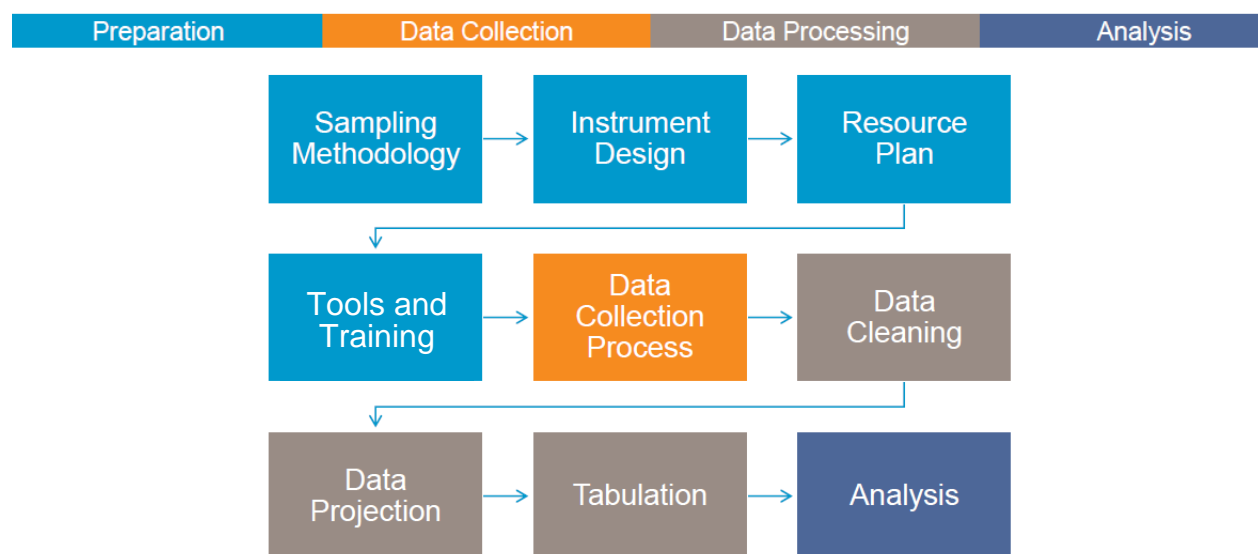 Preparation
Data Collection
Data Processing
Analysis
Sampling
Methodology
Instrument
Design
Resource
Plan
Tools and
Training
Data
Collection
Process
Data
Cleaning
Data
Projection
Tabulation
Analysis